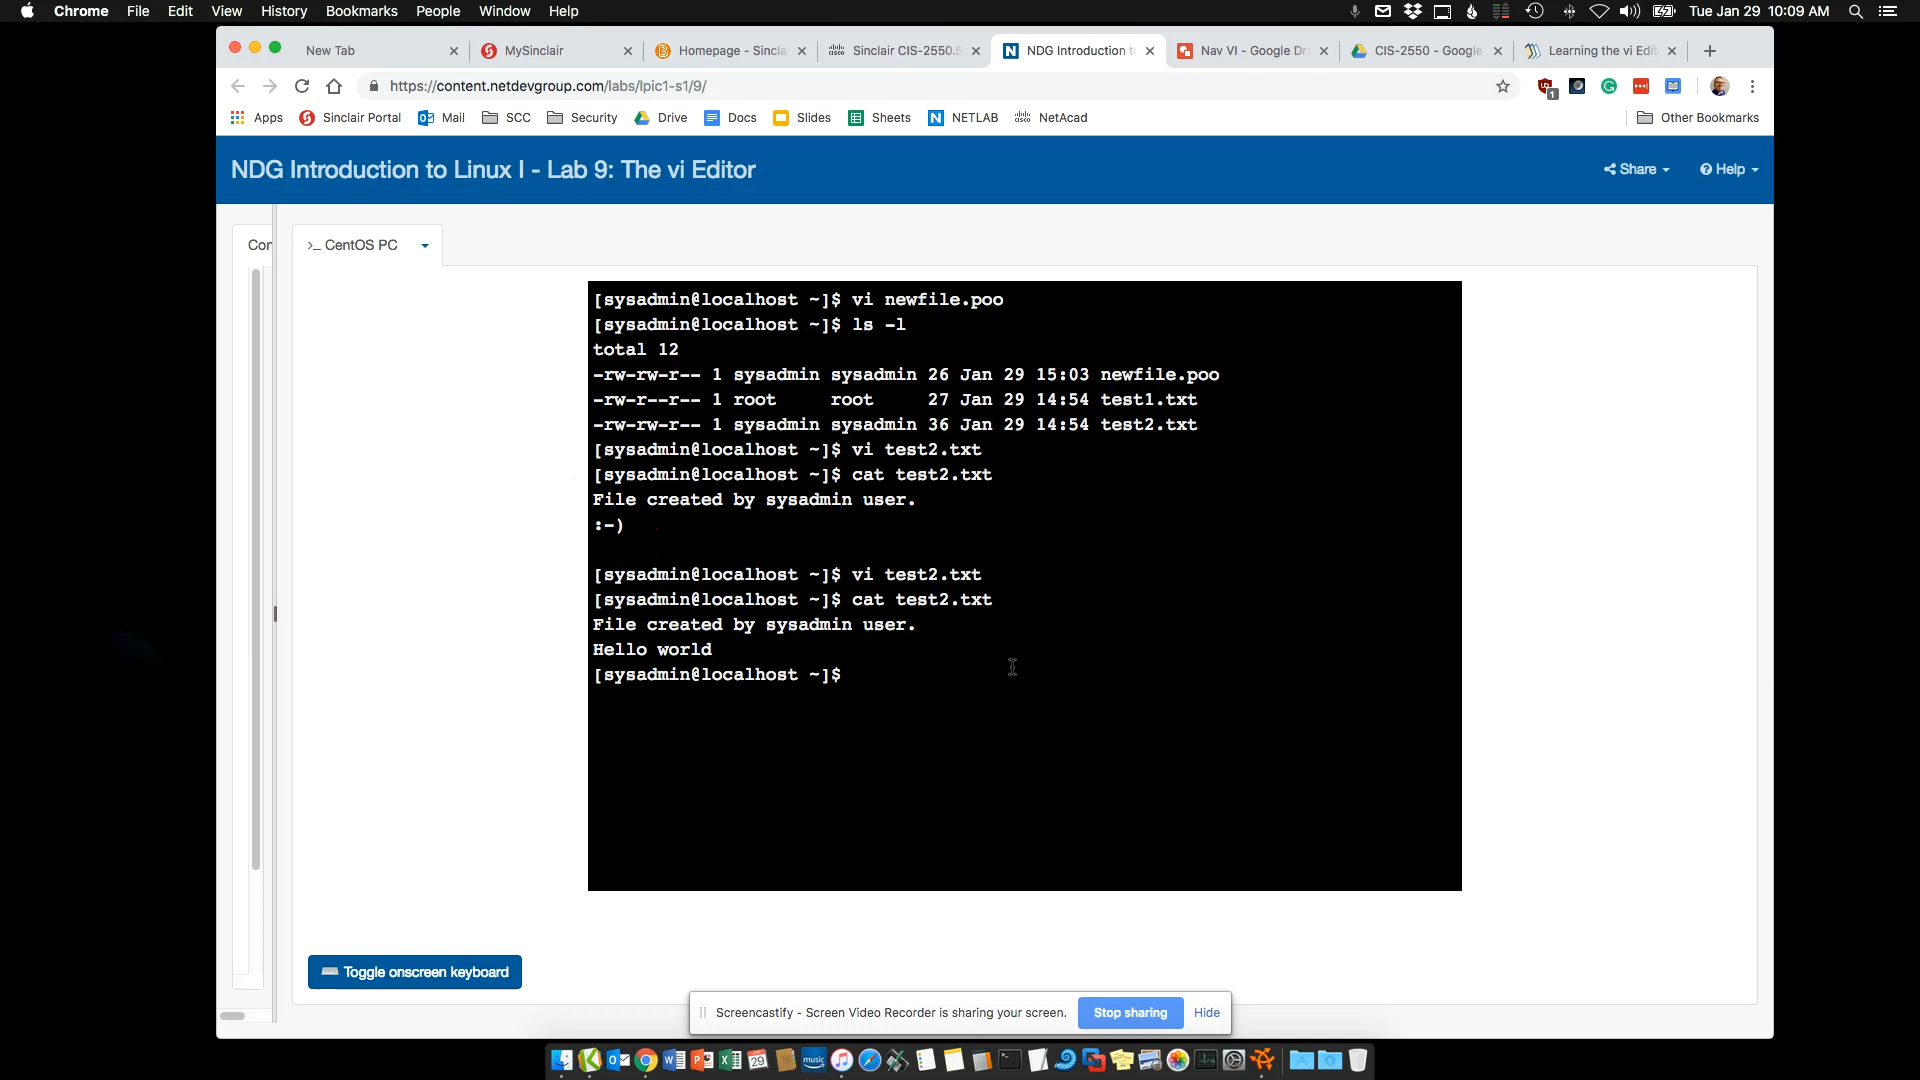 Chrome File Edit View History Bookmarks People Window Help Tue Jan 29 10:09 AM
New Tab MySinclair Homepage - Sincla Sinclair CIS-2550.5 NDG Introduction to Nav VI - Google Dr CIS-2550 - Google Learning the vi Edit
https://content.netdevgroup.com/labs/lpic1-s1/9/
Apps Sinclair Portal Mail SCC Security Drive Docs Slides Sheets NETLAB NetAcad Other Bookmarks
NDG Introduction to Linux I - Lab 9: The vi Editor Share Help
Con >_ CentOS PC
[sysadmin@localhost ~]$ vi newfile.poo
[sysadmin@localhost ~]$ ls -l
total 12
-rw-rw-r-- 1 sysadmin sysadmin 26 Jan 29 15:03 newfile.poo
-rw-r--r-- 1 root     root     27 Jan 29 14:54 test1.txt
-rw-rw-r-- 1 sysadmin sysadmin 36 Jan 29 14:54 test2.txt
[sysadmin@localhost ~]$ vi test2.txt
[sysadmin@localhost ~]$ cat test2.txt
File created by sysadmin user.
:-)
[sysadmin@localhost ~]$ vi test2.txt
[sysadmin@localhost ~]$ cat test2.txt
File created by sysadmin user.
Hello world
[sysadmin@localhost ~]$
Toggle onscreen keyboard
Screencastify - Screen Video Recorder is sharing your screen. Stop sharing Hide